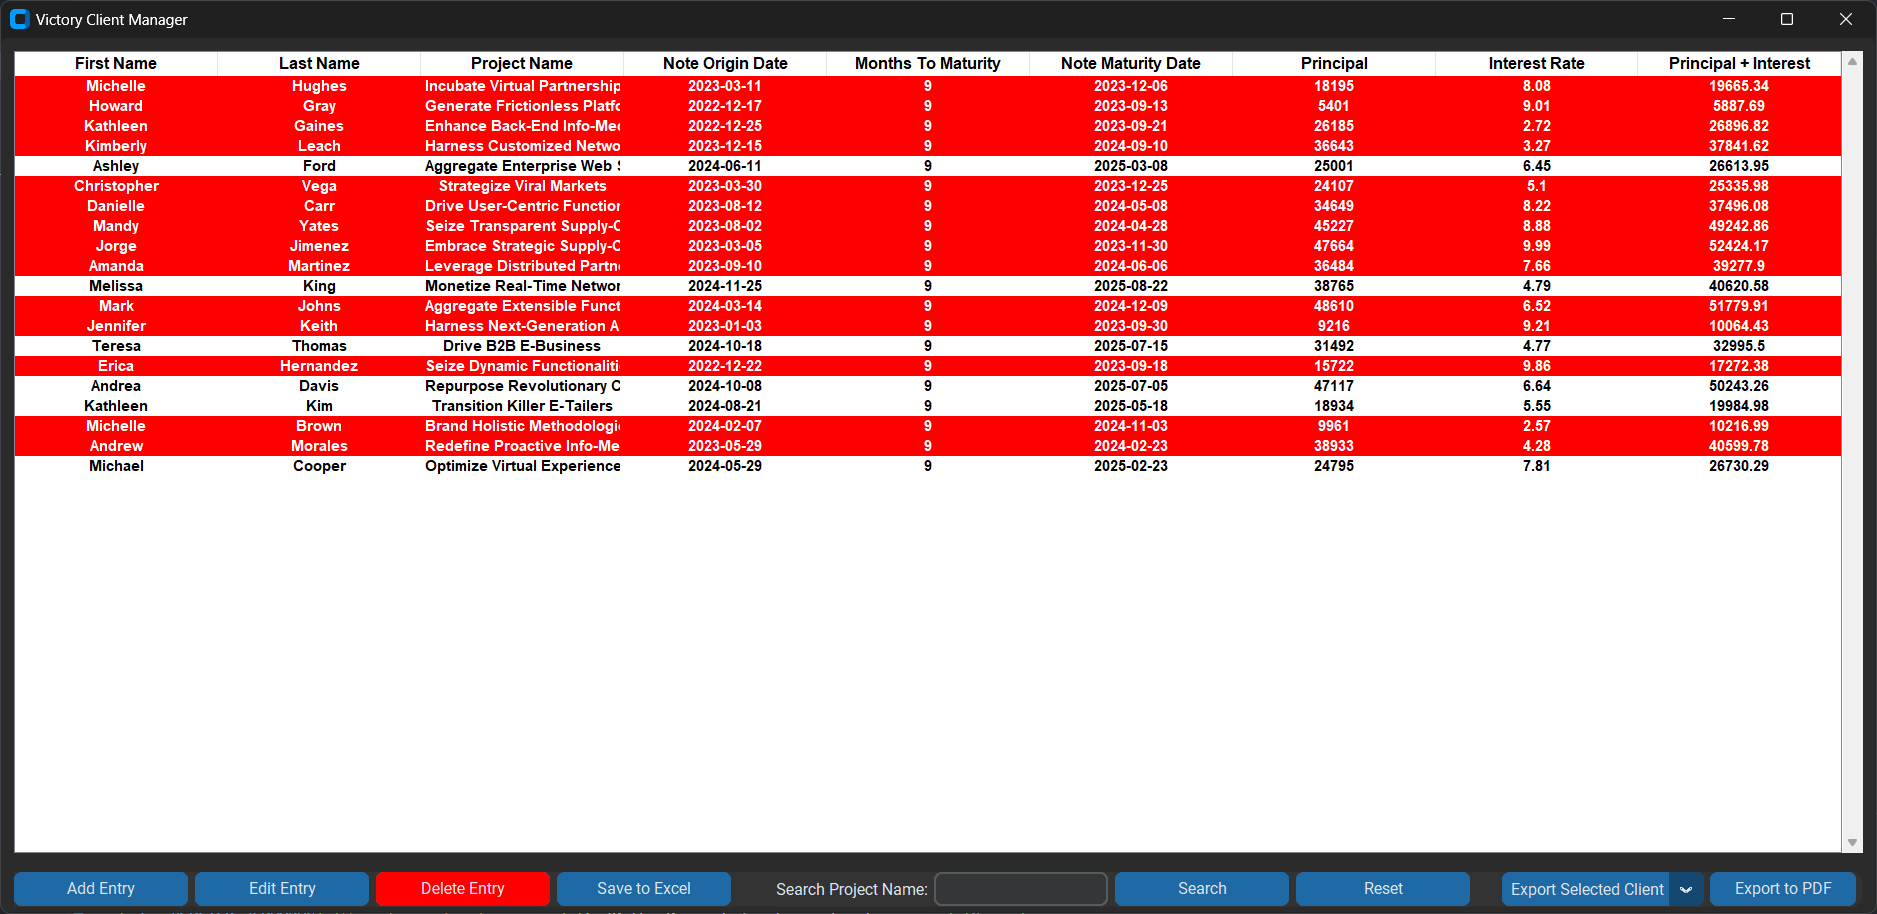 Victory Client Manager
First Name Last Name Project Name Note Origin Date Months To Maturity Note Maturity Date Principal Interest Rate Principal + Interest
Michelle Hughes Incubate Virtual Partnership 2023-03-11 9 2023-12-06 18195 8.08 19665.34
Howard Gray Generate Frictionless Platfo 2022-12-17 9 2023-09-13 5401 9.01 5887.69
Kathleen Gaines Enhance Back-End Info-Med 2022-12-25 9 2023-09-21 26185 2.72 26896.82
Kimberly Leach Harness Customized Netwo 2023-12-15 9 2024-09-10 36643 3.27 37841.62
Ashley Ford Aggregate Enterprise Web S 2024-06-11 9 2025-03-08 25001 6.45 26613.95
Christopher Vega Strategize Viral Markets 2023-03-30 9 2023-12-25 24107 5.1 25335.98
Danielle Carr Drive User-Centric Function 2023-08-12 9 2024-05-08 34649 8.22 37496.08
Mandy Yates Seize Transparent Supply-C 2023-08-02 9 2024-04-28 45227 8.88 49242.86
Jorge Jimenez Embrace Strategic Supply-C 2023-03-05 9 2023-11-30 47664 9.99 52424.17
Amanda Martinez Leverage Distributed Partne 2023-09-10 9 2024-06-06 36484 7.66 39277.9
Melissa King Monetize Real-Time Networ 2024-11-25 9 2025-08-22 38765 4.79 40620.58
Mark Johns Aggregate Extensible Funct 2024-03-14 9 2024-12-09 48610 6.52 51779.91
Jennifer Keith Harness Next-Generation A 2023-01-03 9 2023-09-30 9216 9.21 10064.43
Teresa Thomas Drive B2B E-Business 2024-10-18 9 2025-07-15 31492 4.77 32995.5
Erica Hernandez Seize Dynamic Functionaliti 2022-12-22 9 2023-09-18 15722 9.86 17272.38
Andrea Davis Repurpose Revolutionary C 2024-10-08 9 2025-07-05 47117 6.64 50243.26
Kathleen Kim Transition Killer E-Tailers 2024-08-21 9 2025-05-18 18934 5.55 19984.98
Michelle Brown Brand Holistic Methodologi 2024-02-07 9 2024-11-03 9961 2.57 10216.99
Andrew Morales Redefine Proactive Info-Me 2023-05-29 9 2024-02-23 38933 4.28 40599.78
Michael Cooper Optimize Virtual Experience 2024-05-29 9 2025-02-23 24795 7.81 26730.29
Add Entry Edit Entry Delete Entry Save to Excel Search Project Name: Search Reset Export Selected Client Export to PDF